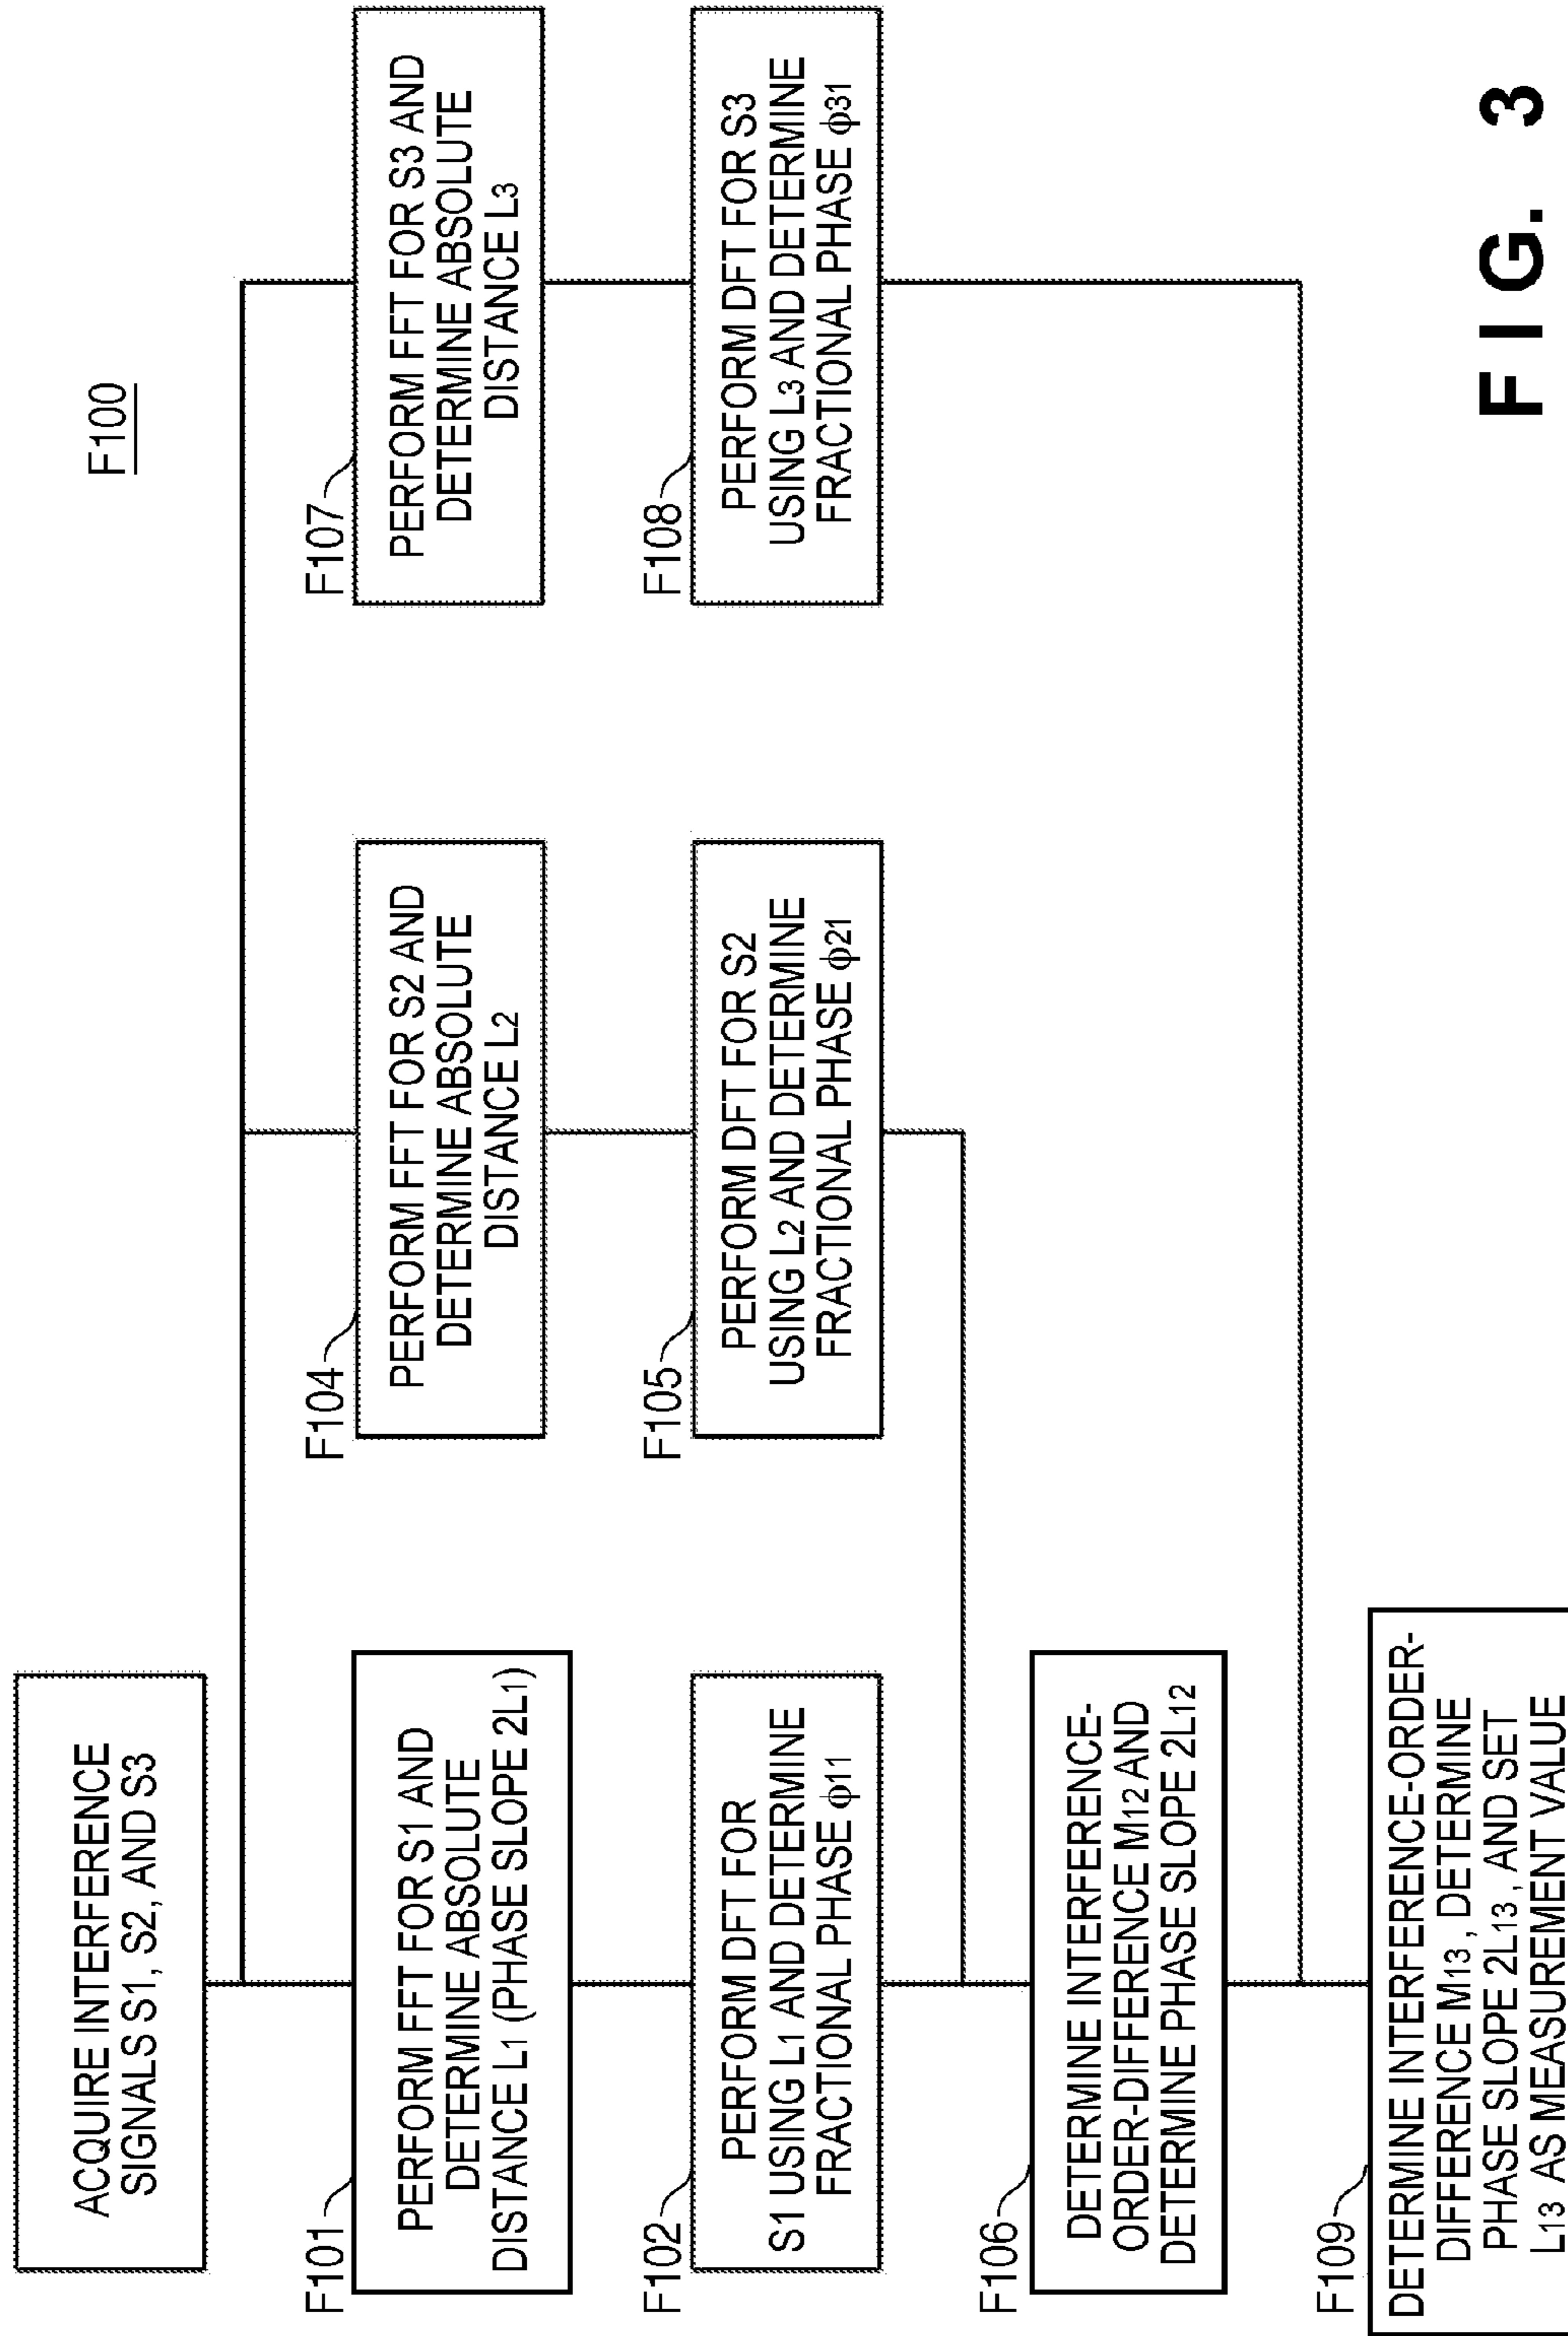 F100
ACQUIRE INTERFERENCE
SIGNALS S1, S2, AND S3
F101
PERFORM FFT FOR S1 AND
DETERMINE ABSOLUTE
DISTANCE L1 (PHASE SLOPE 2L1)
F104
PERFORM FFT FOR S2 AND
DETERMINE ABSOLUTE
DISTANCE L2
F107
PERFORM FFT FOR S3 AND
DETERMINE ABSOLUTE
DISTANCE L3
F102
PERFORM DFT FOR
S1 USING L1 AND DETERMINE
FRACTIONAL PHASE ϕ11
F105
PERFORM DFT FOR S2
USING L2 AND DETERMINE
FRACTIONAL PHASE ϕ21
F108
PERFORM DFT FOR S3
USING L3 AND DETERMINE
FRACTIONAL PHASE ϕ31
F106
DETERMINE INTERFERENCE-
ORDER-DIFFERENCE M12 AND
DETERMINE PHASE SLOPE 2L12
F109
DETERMINE INTERFERENCE-ORDER-
DIFFERENCE M13 , DETERMINE
PHASE SLOPE 2L13, AND SET
L13 AS MEASUREMENT VALUE
FIG. 3